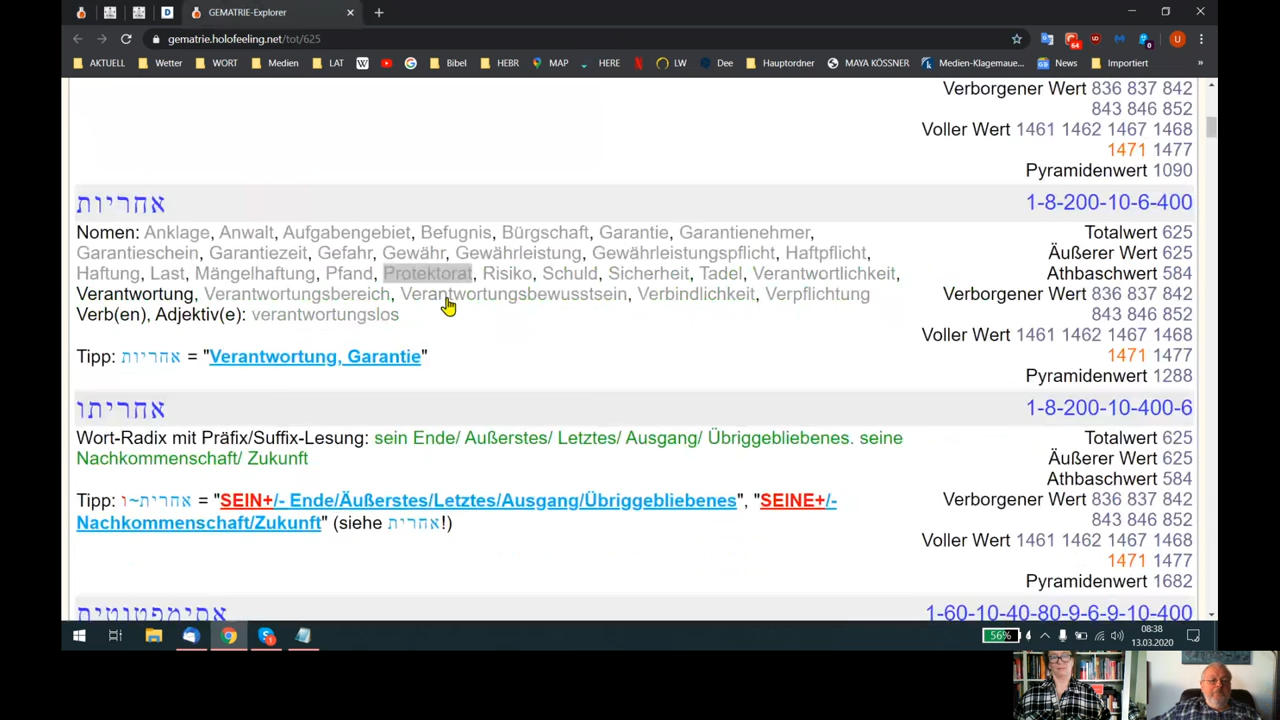 GEMATRIE-Explorer
gematrie.holofeeling.net/tot/625
64 0 U
AKTUELL Wetter WORT Medien LAT Bibel HEBR MAP HERE LW Dee Hauptordner MAYA KÖSSNER Medien-Klagemaue... News Importiert »
Verborgener Wert 836 837 842
843 846 852
Voller Wert 1461 1462 1467 1468
1471 1477
Pyramidenwert 1090
אחריות 1-8-200-10-6-400
Nomen: Anklage, Anwalt, Aufgabengebiet, Befugnis, Bürgschaft, Garantie, Garantienehmer, Totalwert 625
Garantieschein, Garantiezeit, Gefahr, Gewähr, Gewährleistung, Gewährleistungspflicht, Haftpflicht, Äußerer Wert 625
Haftung, Last, Mängelhaftung, Pfand, Protektorat, Risiko, Schuld, Sicherheit, Tadel, Verantwortlichkeit, Athbaschwert 584
Verantwortung, Verantwortungsbereich, Verantwortungsbewusstsein, Verbindlichkeit, Verpflichtung Verborgener Wert 836 837 842
Verb(en), Adjektiv(e): verantwortungslos 843 846 852
Voller Wert 1461 1462 1467 1468
Tipp: אחריות = "Verantwortung, Garantie" 1471 1477
Pyramidenwert 1288
אחריתו 1-8-200-10-400-6
Wort-Radix mit Präfix/Suffix-Lesung: sein Ende/ Außerstes/ Letztes/ Ausgang/ Übriggebliebenes. seine Totalwert 625
Nachkommenschaft/ Zukunft Äußerer Wert 625
Athbaschwert 584
Tipp: אחרית~ו = "SEIN+/- Ende/Äußerstes/Letztes/Ausgang/Übriggebliebenes", "SEINE+/- Verborgener Wert 836 837 842
Nachkommenschaft/Zukunft" (siehe אחרית!) 843 846 852
Voller Wert 1461 1462 1467 1468
1471 1477
Pyramidenwert 1682
אסימפטוטית 1-60-10-40-80-9-6-9-10-400
56% 08:38
13.03.2020